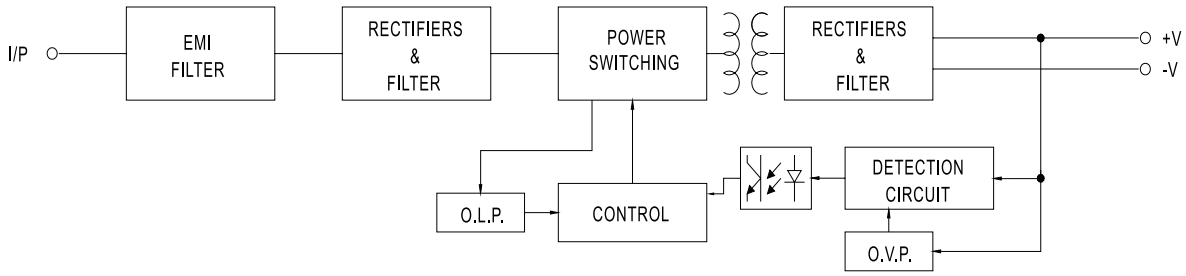 I/P
EMI
FILTER
RECTIFIERS
&
FILTER
POWER
SWITCHING
RECTIFIERS
&
FILTER
+V
-V
O.L.P.
CONTROL
DETECTION
CIRCUIT
O.V.P.